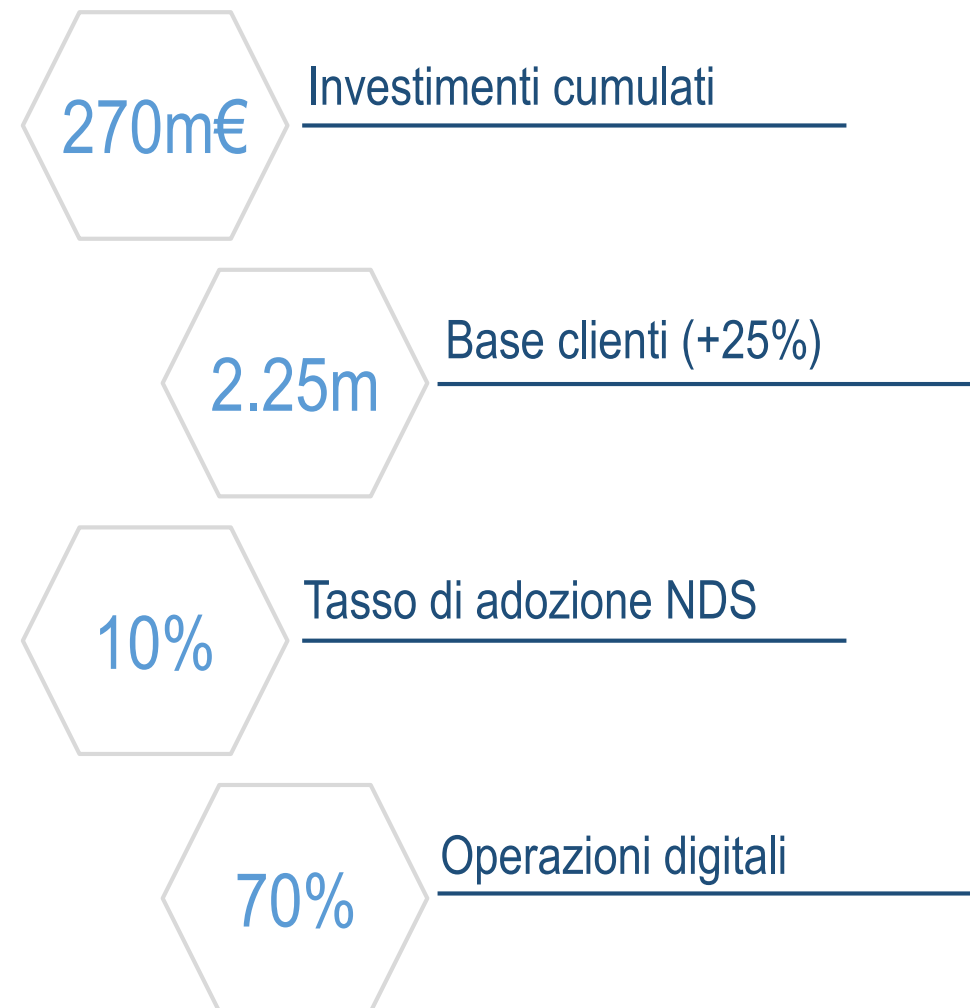 270m€
Investimenti cumulati
2.25m
Base clienti (+25%)
10%
Tasso di adozione NDS
70%
Operazioni digitali